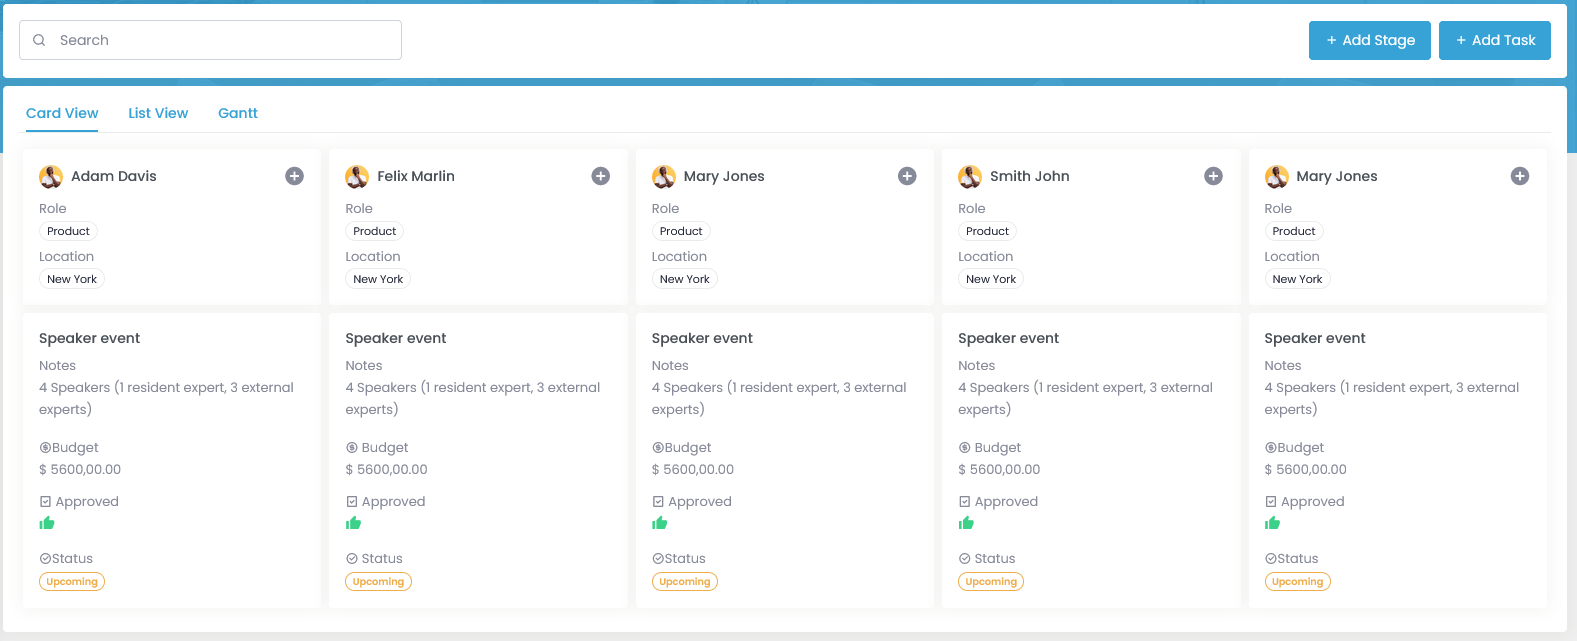 Search
+ Add Stage
+ Add Task
Card View
List View
Gantt
Adam Davis
Role
Product
Location
New York
Speaker event
Notes
4 Speakers (1 resident expert, 3 external
experts)
Budget
$ 5600,00.00
Approved
Status
Upcoming
Felix Marlin
Role
Product
Location
New York
Speaker event
Notes
4 Speakers (1 resident expert, 3 external
experts)
Budget
$ 5600,00.00
Approved
Status
Upcoming
Mary Jones
Role
Product
Location
New York
Speaker event
Notes
4 Speakers (1 resident expert, 3 external
experts)
Budget
$ 5600,00.00
Approved
Status
Upcoming
Smith John
Role
Product
Location
New York
Speaker event
Notes
4 Speakers (1 resident expert, 3 external
experts)
Budget
$ 5600,00.00
Approved
Status
Upcoming
Mary Jones
Role
Product
Location
New York
Speaker event
Notes
4 Speakers (1 resident expert, 3 external
experts)
Budget
$ 5600,00.00
Approved
Status
Upcoming